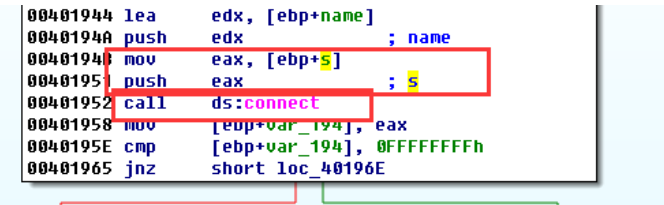 00401944 lea edx, [ebp+name]
0040194A push edx ; name
0040194B mov eax, [ebp+s]
00401951 push eax ; s
00401952 call ds:connect
00401958 mov [ebp+var_194], eax
0040195E cmp [ebp+var_194], 0FFFFFFFFh
00401965 jnz short loc_40196E